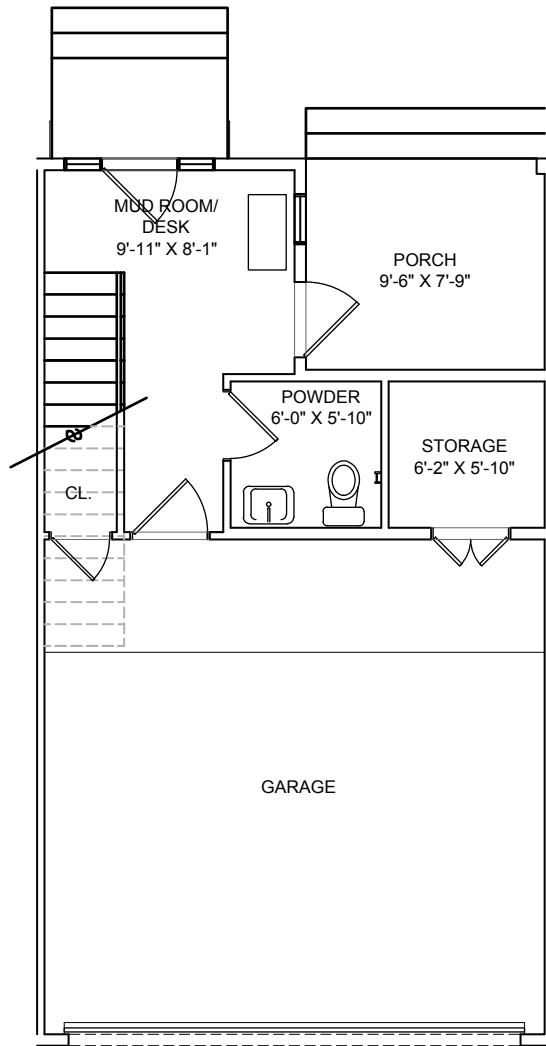 MUD ROOM/
DESK
9'-11" X 8'-1"
PORCH
9'-6" X 7'-9"
POWDER
6'-0" X 5'-10"
STORAGE
6'-2" X 5'-10"
CL.
GARAGE